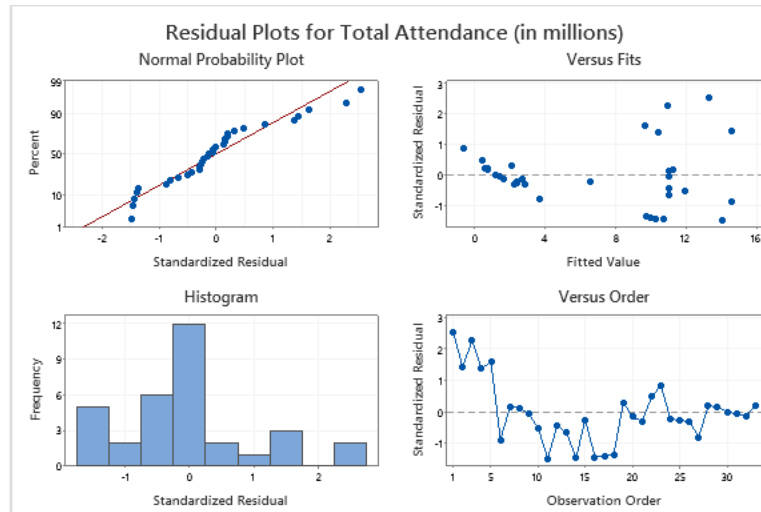 Residual Plots for Total Attendance (in millions)
Normal Probability Plot
99
90
50
10
1
Percent
-2 -1 0 1 2
Standardized Residual
Versus Fits
3
2
1
0
-1
Standardized Residual
0 4 8 12 16
Fitted Value
Histogram
12
9
6
3
0
Frequency
-1 0 1 2
Standardized Residual
Versus Order
3
2
1
0
-1
Standardized Residual
1 5 10 15 20 25 30
Observation Order